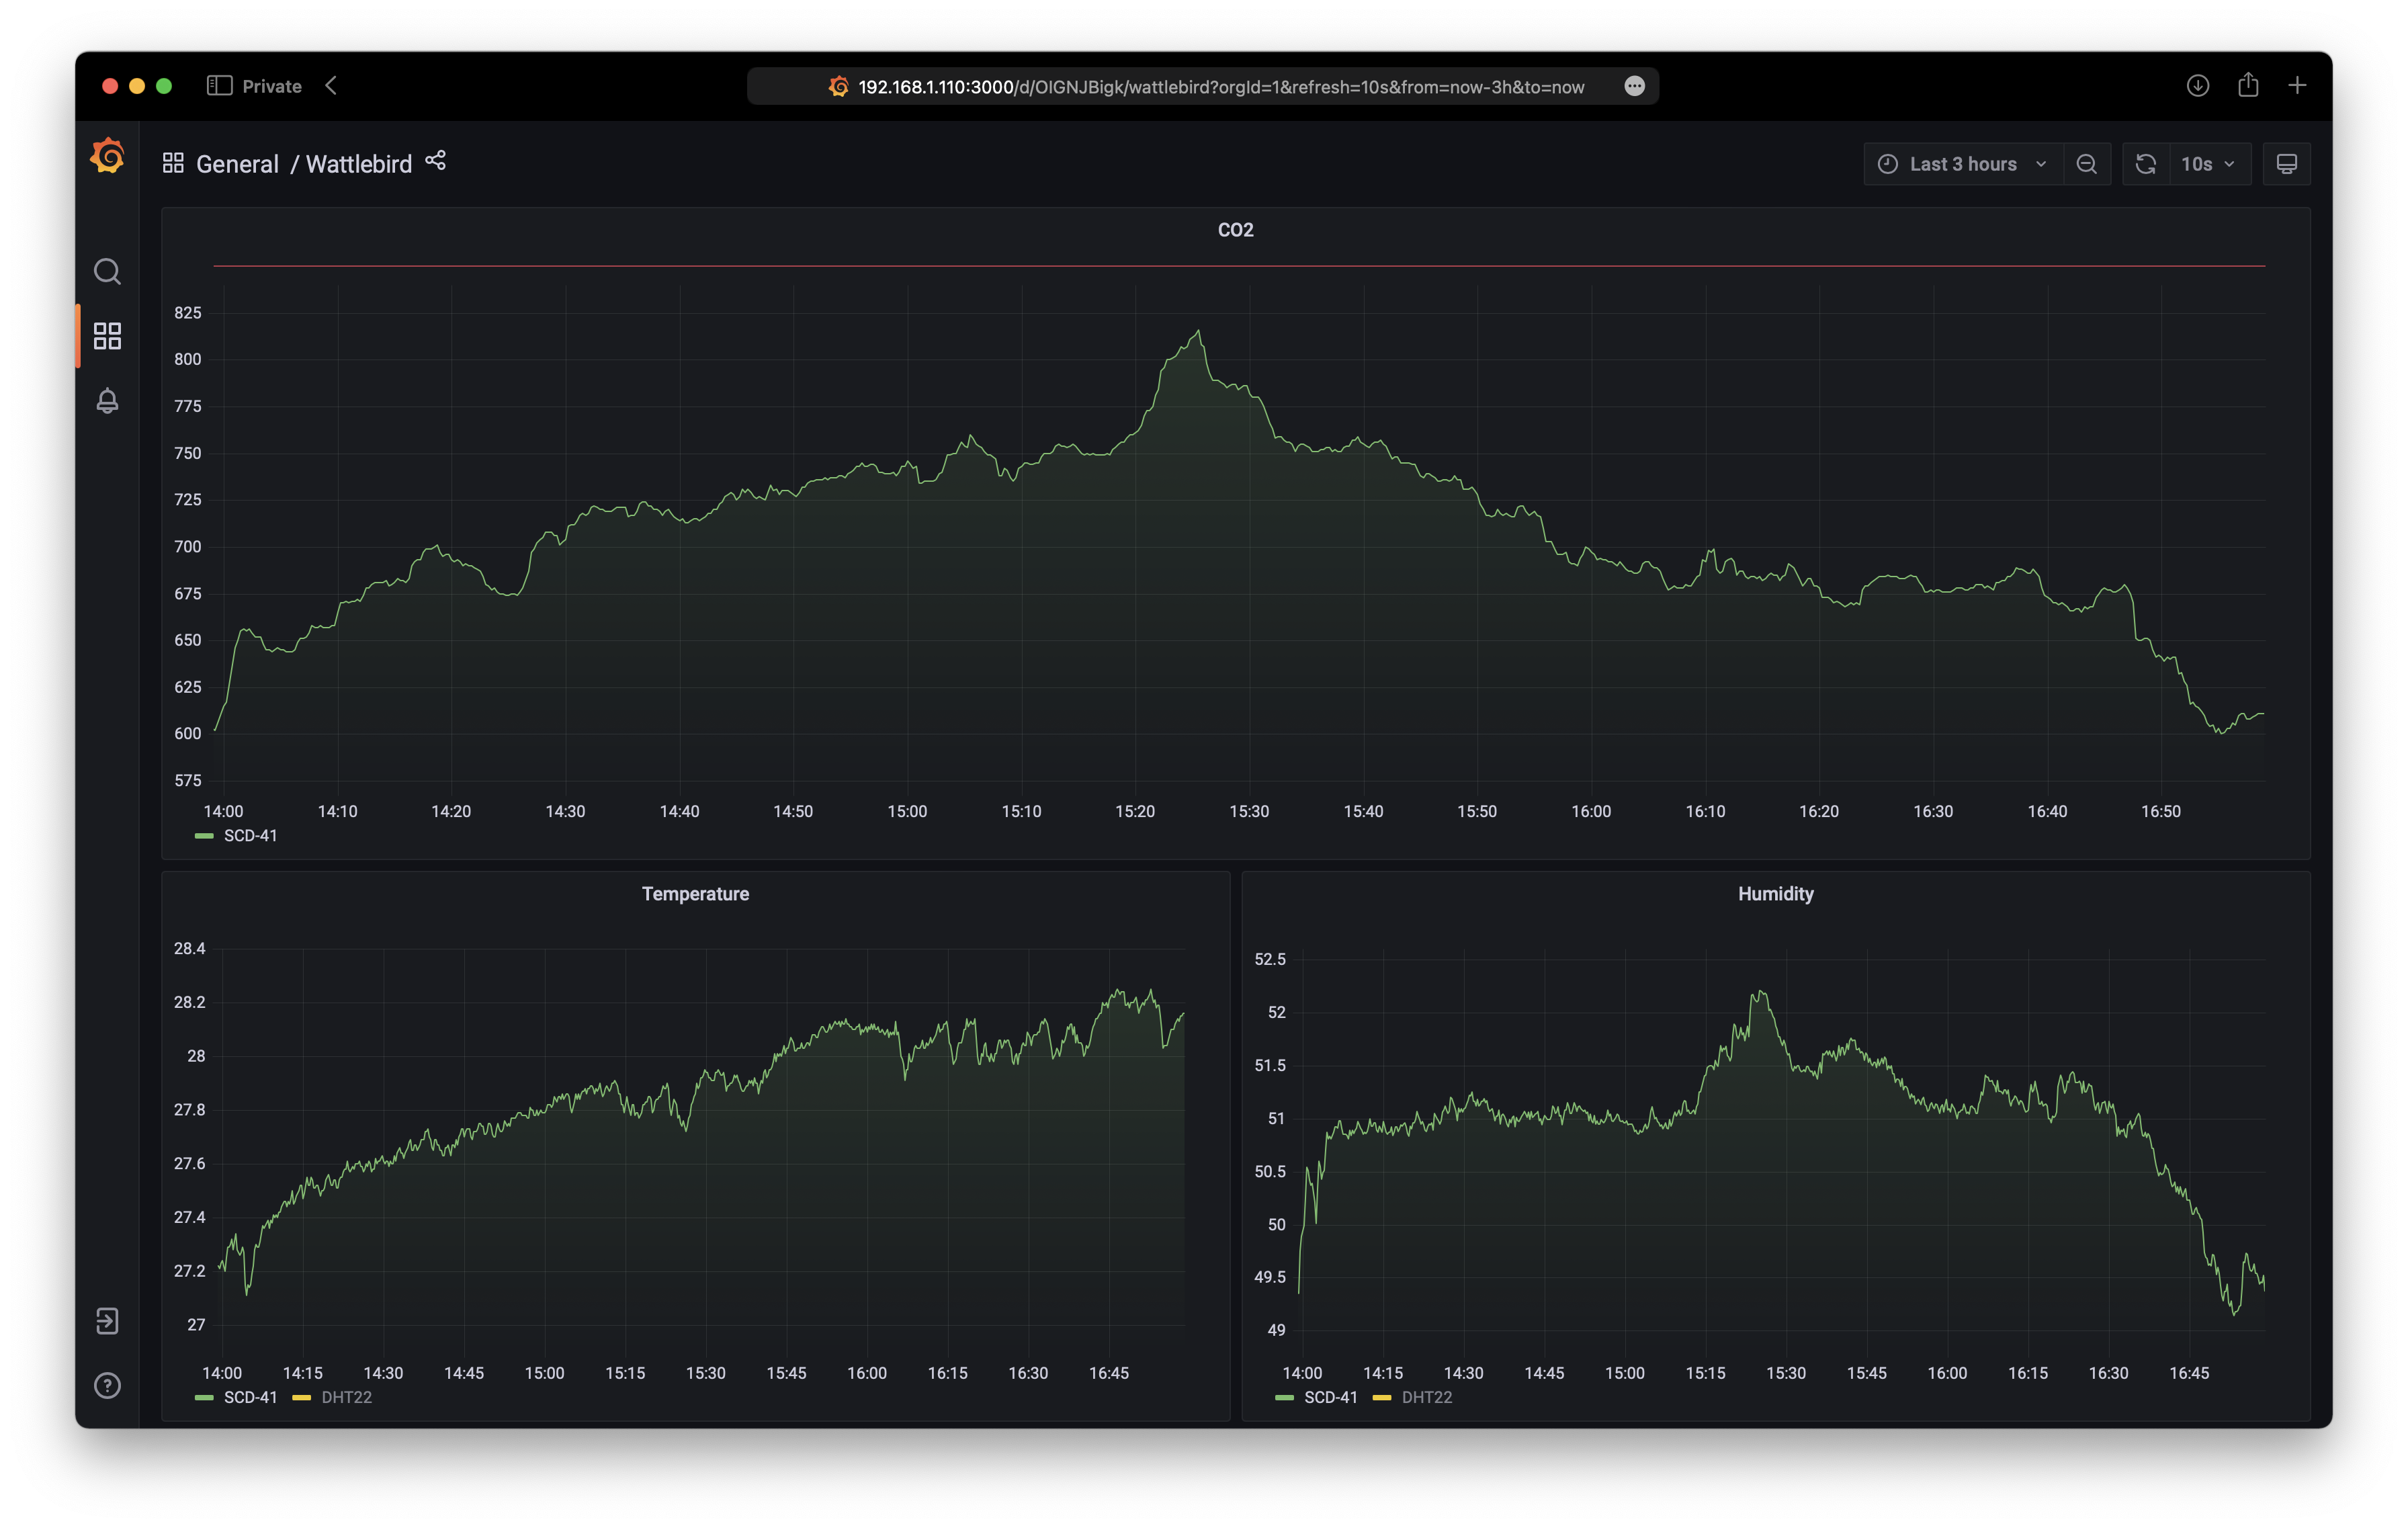 Private
192.168.1.110:3000/d/OIGNJBigk/wattlebird?orgId=1&refresh=10s&from=now-3h&to=now
General / Wattlebird
Last 3 hours
10s
CO2
825
800
775
750
725
700
675
650
625
600
575
14:00 14:10 14:20 14:30 14:40 14:50 15:00 15:10 15:20 15:30 15:40 15:50 16:00 16:10 16:20 16:30 16:40 16:50
SCD-41
Temperature
28.4
28.2
28
27.8
27.6
27.4
27.2
27
14:00 14:15 14:30 14:45 15:00 15:15 15:30 15:45 16:00 16:15 16:30 16:45
SCD-41 DHT22
Humidity
52.5
52
51.5
51
50.5
50
49.5
49
14:00 14:15 14:30 14:45 15:00 15:15 15:30 15:45 16:00 16:15 16:30 16:45
SCD-41 DHT22